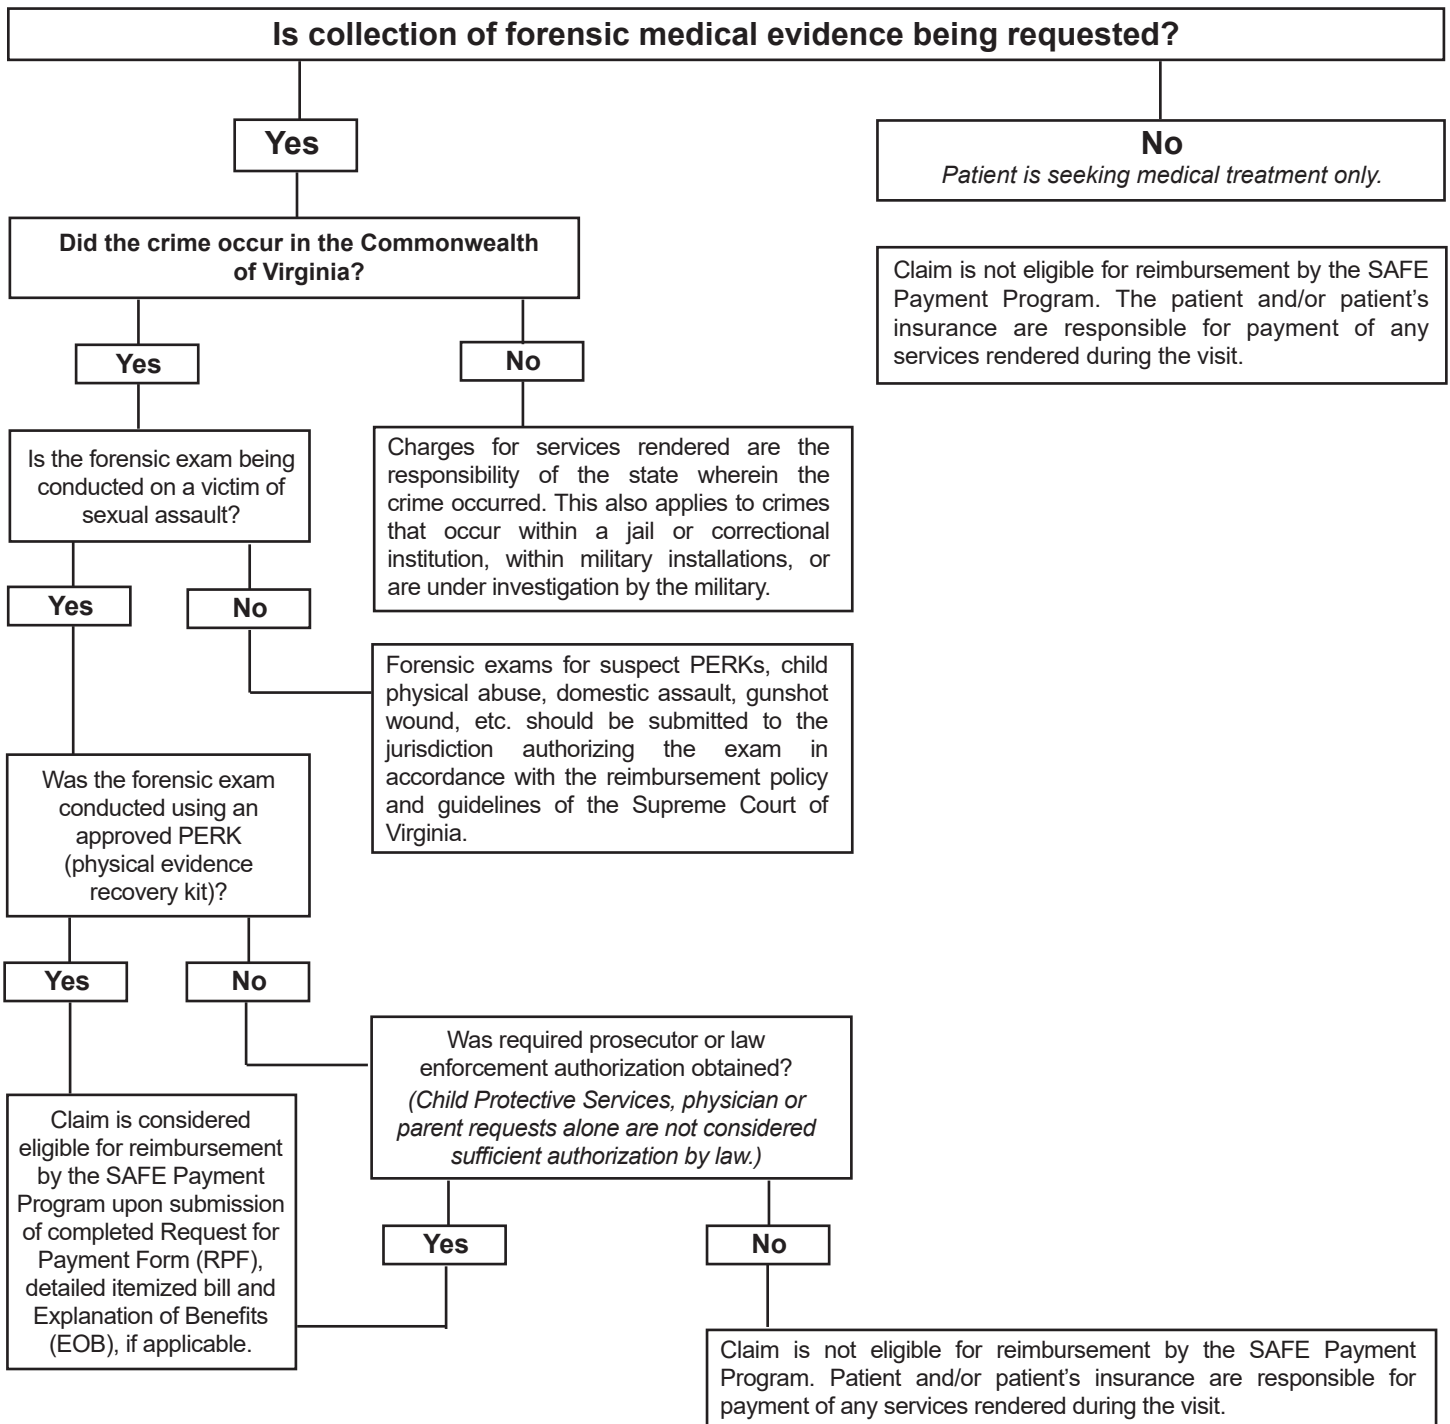 Is collection of forensic medical evidence being requested?
Yes
No
Patient is seeking medical treatment only.
Did the crime occur in the Commonwealth
of Virginia?
Claim is not eligible for reimbursement by the SAFE
Payment Program. The patient and/or patient's
insurance are responsible for payment of any
services rendered during the visit.
Yes
No
Is the forensic exam being
conducted on a victim of
sexual assault?
Charges for services rendered are the
responsibility of the state wherein the
crime occurred. This also applies to crimes
that occur within a jail or correctional
institution, within military installations, or
are under investigation by the military.
Yes
No
Forensic exams for suspect PERKs, child
physical abuse, domestic assault, gunshot
wound, etc. should be submitted to the
jurisdiction authorizing the exam in
accordance with the reimbursement policy
and guidelines of the Supreme Court of
Virginia.
Was the forensic exam
conducted using an
approved PERK
(physical evidence
recovery kit)?
Yes
No
Was required prosecutor or law
enforcement authorization obtained?
(Child Protective Services, physician or
parent requests alone are not considered
sufficient authorization by law.)
Claim is considered
eligible for reimbursement
by the SAFE Payment
Program upon submission
of completed Request for
Payment Form (RPF),
detailed itemized bill and
Explanation of Benefits
(EOB), if applicable.
Yes
No
Claim is not eligible for reimbursement by the SAFE Payment
Program. Patient and/or patient's insurance are responsible for
payment of any services rendered during the visit.